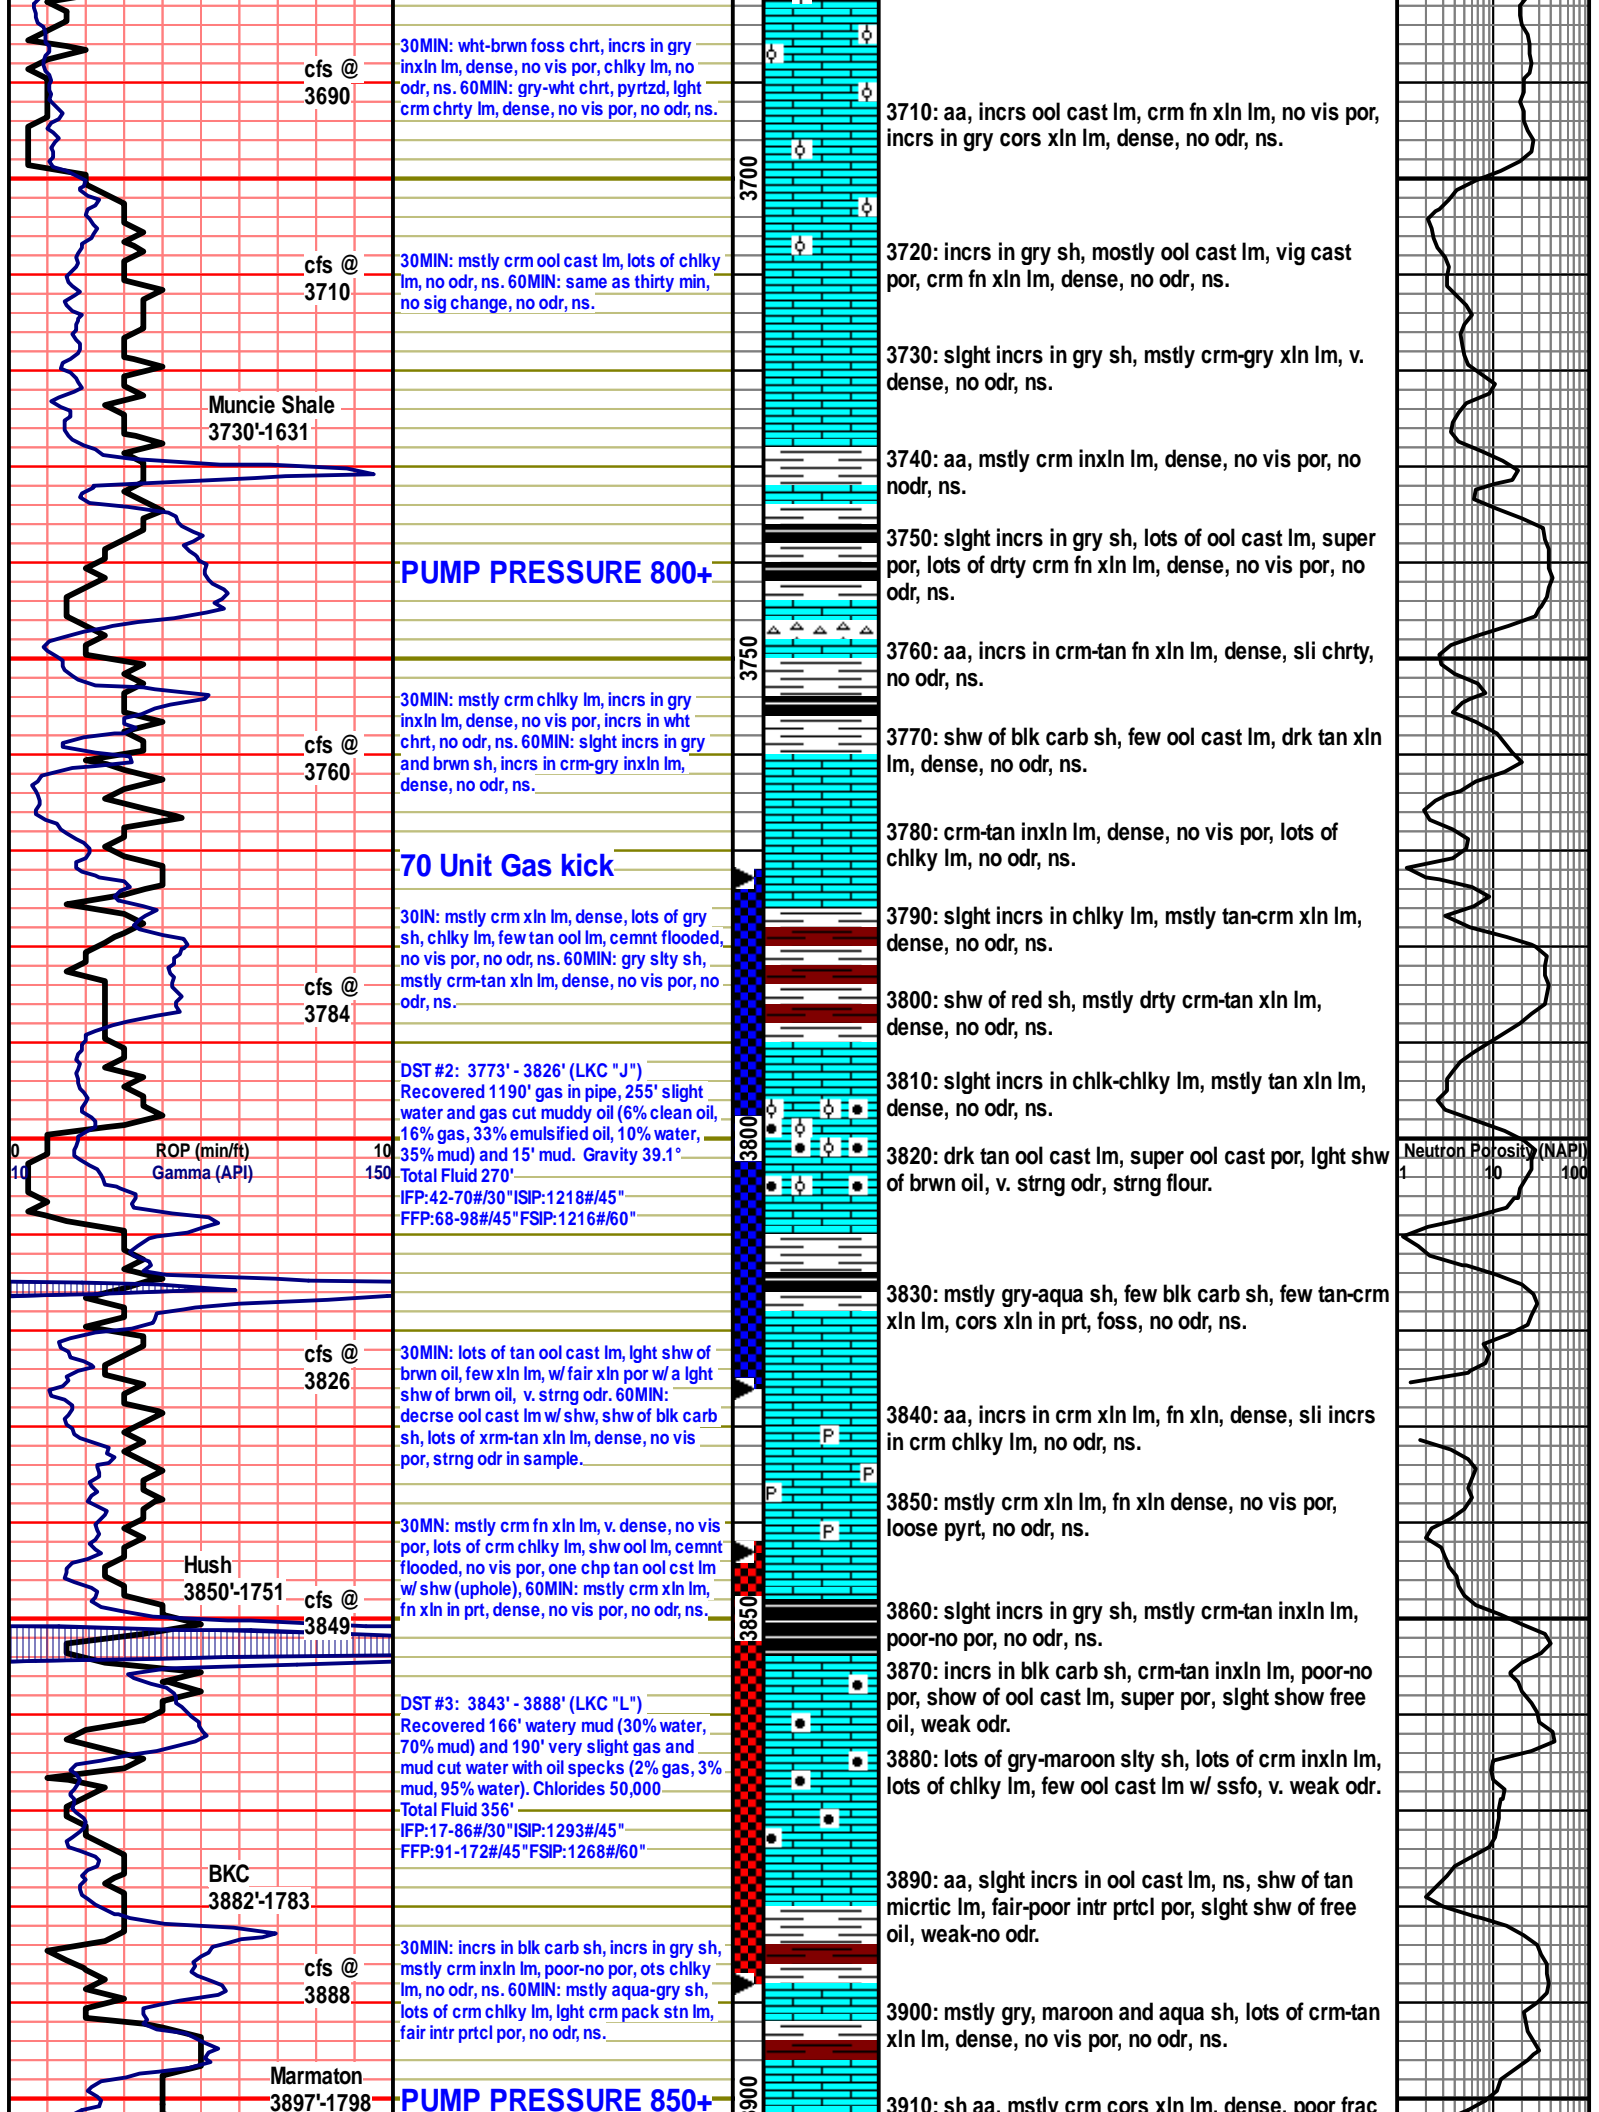 cfs @
3690
cfs @
3710
Muncie Shale
3730'-1631
cfs @
3760
cfs @
3784
0
ROP (min/ft)
10
10
Gamma (API)
150
cfs @
3826
Hush
3850'-1751
cfs @
3849
BKC
3882'-1783
cfs @
3888
Marmaton
3897'-1798
30MIN: wht-brwn foss chrt, incrs in gry
inxln lm, dense, no vis por, chlky lm, no
odr, ns. 60MIN: gry-wht chrt, pyrtzd, lght
crm chrty lm, dense, no vis por, no odr, ns.
30MIN: mstly crm ool cast lm, lots of chlky
lm, no odr, ns. 60MIN: same as thirty min,
no sig change, no odr, ns.
PUMP PRESSURE 800+
30MIN: mstly crm chlky lm, incrs in gry
inxln lm, dense, no vis por, incrs in wht
chrt, no odr, ns. 60MIN: slght incrs in gry
and brwn sh, incrs in crm-gry inxln lm,
dense, no odr, ns.
70 Unit Gas kick
30IN: mstly crm xln lm, dense, lots of gry
sh, chlky lm, few tan ool lm, cemnt flooded,
no vis por, no odr, ns. 60MIN: gry slty sh,
mstly crm-tan xln lm, dense, no vis por, no
odr, ns.
DST #2: 3773' - 3826' (LKC "J")
Recovered 1190' gas in pipe, 255' slight
water and gas cut muddy oil (6% clean oil,
16% gas, 33% emulsified oil, 10% water,
35% mud) and 15' mud. Gravity 39.1°
Total Fluid 270'
IFP:42-70#/30"ISIP:1218#/45"
FFP:68-98#/45"FSIP:1216#/60"
30MIN: lots of tan ool cast lm, lght shw of
brwn oil, few xln lm, w/ fair xln por w/ a lght
shw of brwn oil, v. strng odr. 60MIN:
decrse ool cast lm w/ shw, shw of blk carb
sh, lots of xrm-tan xln lm, dense, no vis
por, strng odr in sample.
30MN: mstly crm fn xln lm, v. dense, no vis
por, lots of crm chlky lm, shw ool lm, cemnt
flooded, no vis por, one chp tan ool cst lm
w/ shw (uphole), 60MIN: mstly crm xln lm,
fn xln in prt, dense, no vis por, no odr, ns.
DST #3: 3843' - 3888' (LKC "L")
Recovered 166' watery mud (30% water,
70% mud) and 190' very slight gas and
mud cut water with oil specks (2% gas, 3%
mud, 95% water). Chlorides 50,000
Total Fluid 356'
IFP:17-86#/30"ISIP:1293#/45"
FFP:91-172#/45"FSIP:1268#/60"
30MIN: incrs in blk carb sh, incrs in gry sh,
mstly crm inxln lm, poor-no por, ots chlky
lm, no odr, ns. 60MIN: mstly aqua-gry sh,
lots of crm chlky lm, lght crm pack stn lm,
fair intr prtcl por, no odr, ns.
PUMP PRESSURE 850+
3700
3750
3800
3850
3900
P
P
P
P
3710: aa, incrs ool cast lm, crm fn xln lm, no vis por,
incrs in gry cors xln lm, dense, no odr, ns.
3720: incrs in gry sh, mostly ool cast lm, vig cast
por, crm fn xln lm, dense, no odr, ns.
3730: slght incrs in gry sh, mstly crm-gry xln lm, v.
dense, no odr, ns.
3740: aa, mstly crm inxln lm, dense, no vis por, no
nodr, ns.
3750: slght incrs in gry sh, lots of ool cast lm, super
por, lots of drty crm fn xln lm, dense, no vis por, no
odr, ns.
3760: aa, incrs in crm-tan fn xln lm, dense, sli chrty,
no odr, ns.
3770: shw of blk carb sh, few ool cast lm, drk tan xln
lm, dense, no odr, ns.
3780: crm-tan inxln lm, dense, no vis por, lots of
chlky lm, no odr, ns.
3790: slght incrs in chlky lm, mstly tan-crm xln lm,
dense, no odr, ns.
3800: shw of red sh, mstly drty crm-tan xln lm,
dense, no odr, ns.
3810: slght incrs in chlk-chlky lm, mstly tan xln lm,
dense, no odr, ns.
3820: drk tan ool cast lm, super ool cast por, lght shw
of brwn oil, v. strng odr, strng flour.
3830: mstly gry-aqua sh, few blk carb sh, few tan-crm
xln lm, cors xln in prt, foss, no odr, ns.
3840: aa, incrs in crm xln lm, fn xln, dense, sli incrs
in crm chlky lm, no odr, ns.
3850: mstly crm xln lm, fn xln dense, no vis por,
loose pyrt, no odr, ns.
3860: slght incrs in gry sh, mstly crm-tan inxln lm,
poor-no por, no odr, ns.
3870: incrs in blk carb sh, crm-tan inxln lm, poor-no
por, show of ool cast lm, super por, slght show free
oil, weak odr.
3880: lots of gry-maroon slty sh, lots of crm inxln lm,
lots of chlky lm, few ool cast lm w/ ssfo, v. weak odr.
3890: aa, slght incrs in ool cast lm, ns, shw of tan
micrtic lm, fair-poor intr prtcl por, slght shw of free
oil, weak-no odr.
3900: mstly gry, maroon and aqua sh, lots of crm-tan
xln lm, dense, no vis por, no odr, ns.
3910: sh aa, mstly crm cors xln lm, dense, poor frac
Neutron Porosity (NAPI)
1
10
100